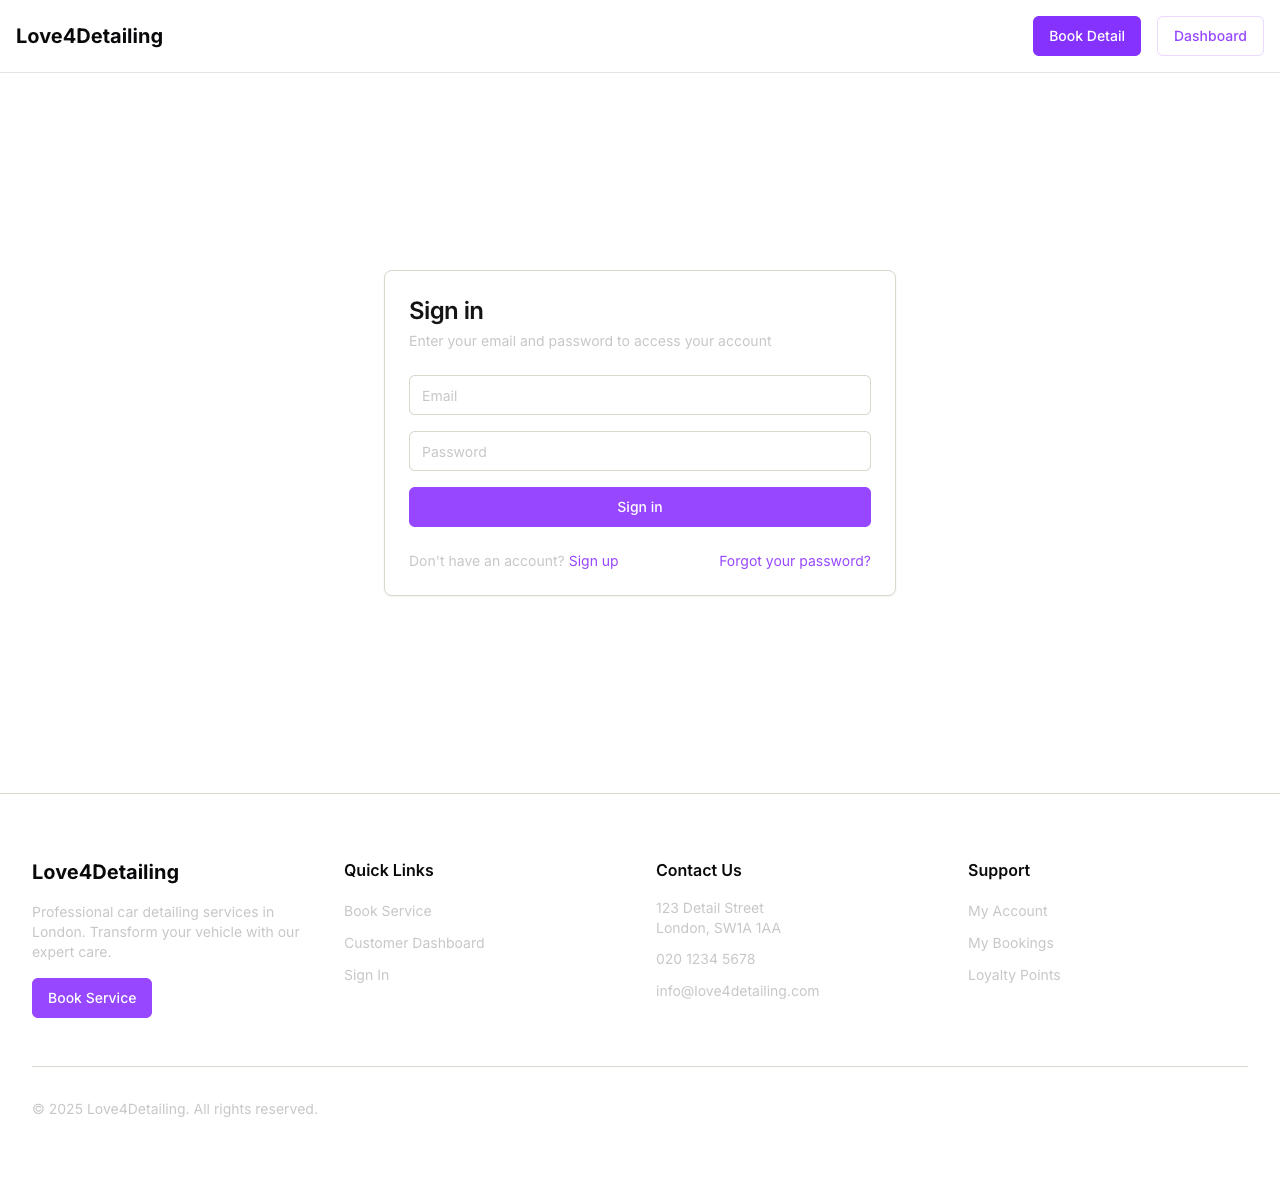 Love4Detailing
Book Detail
Dashboard
Sign in
Enter your email and password to access your account
Email
Password
Sign in
Don't have an account? Sign up
Forgot your password?
Love4Detailing
Professional car detailing services in
London. Transform your vehicle with our
expert care.
Book Service
Quick Links
Book Service
Customer Dashboard
Sign In
Contact Us
123 Detail Street
London, SW1A 1AA
020 1234 5678
info@love4detailing.com
Support
My Account
My Bookings
Loyalty Points
© 2025 Love4Detailing. All rights reserved.